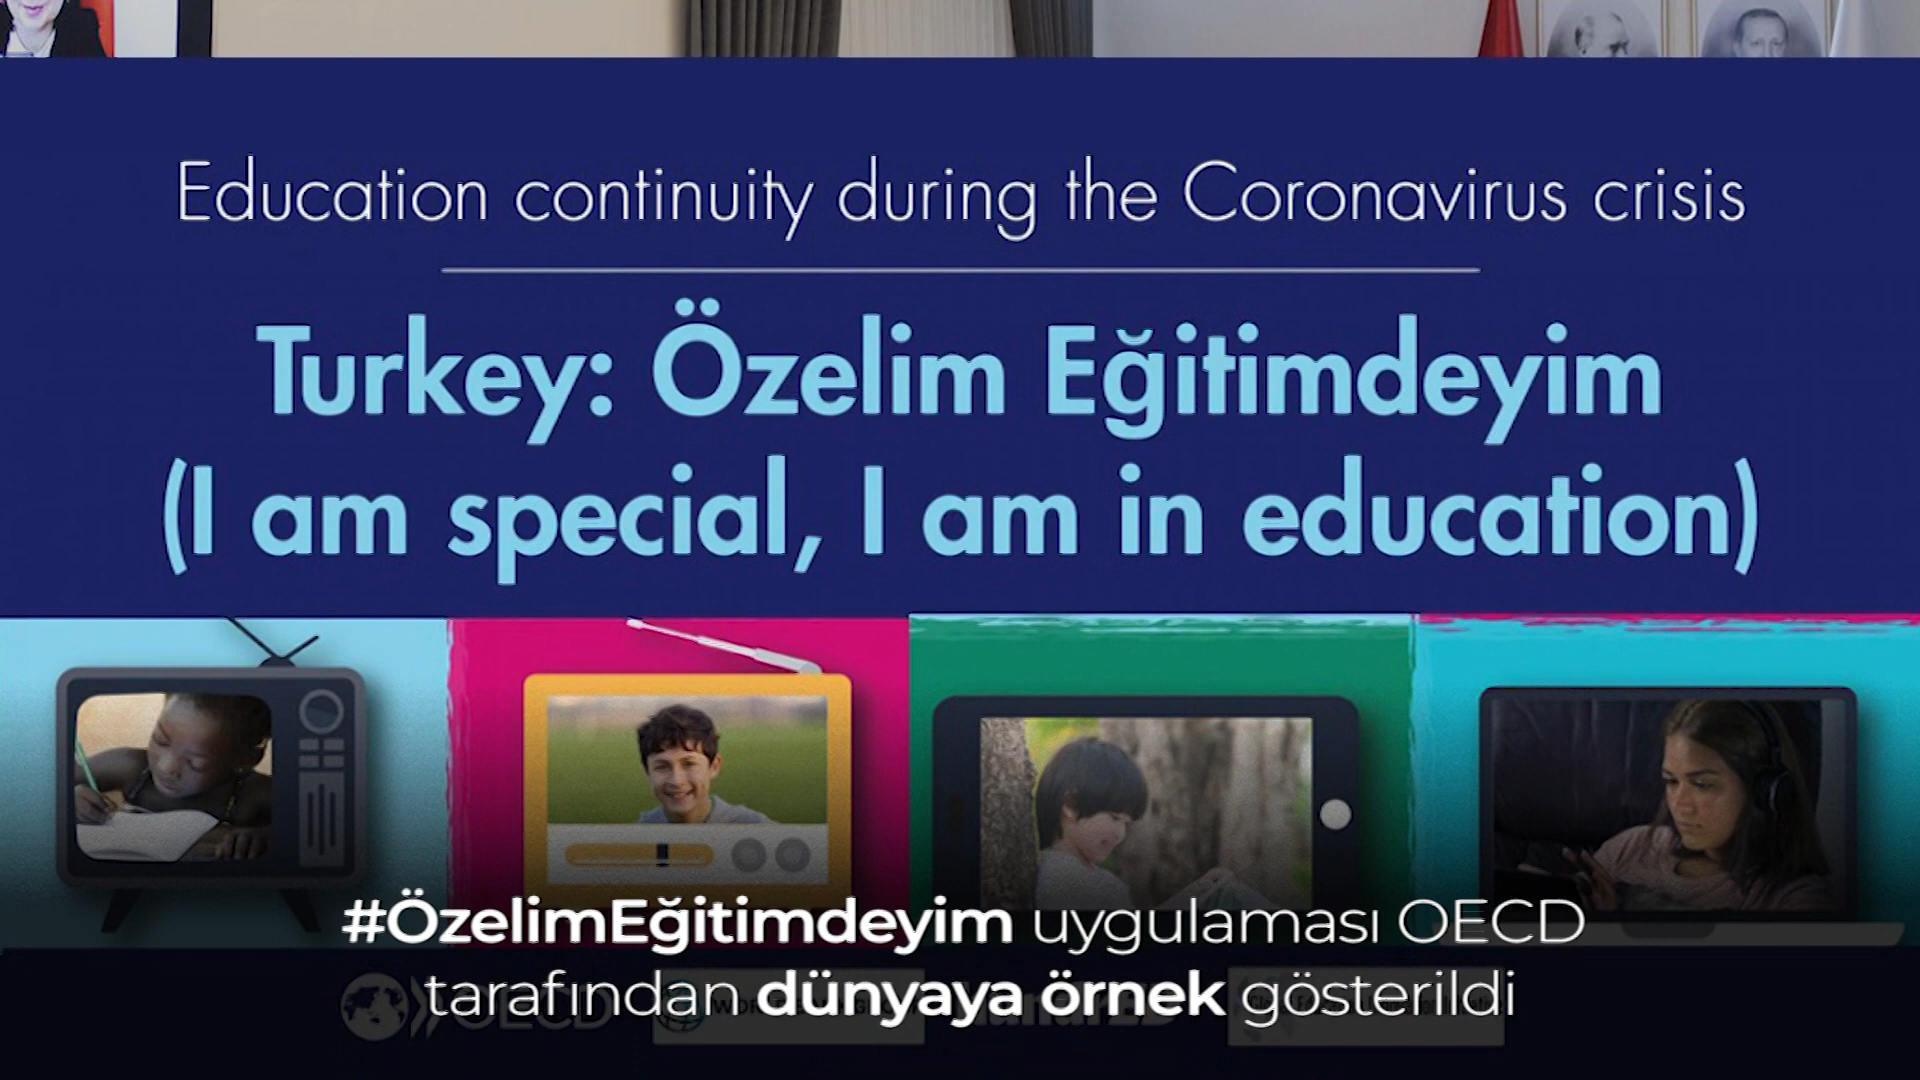 Education continuity during the Coronavirus crisis
Turkey: Özelim Eğitimdeyim
(I am special, I am in education)
#ÖzelimEğitimdeyim uygulaması OECD
tarafından dünyaya örnek gösterildi
OECD